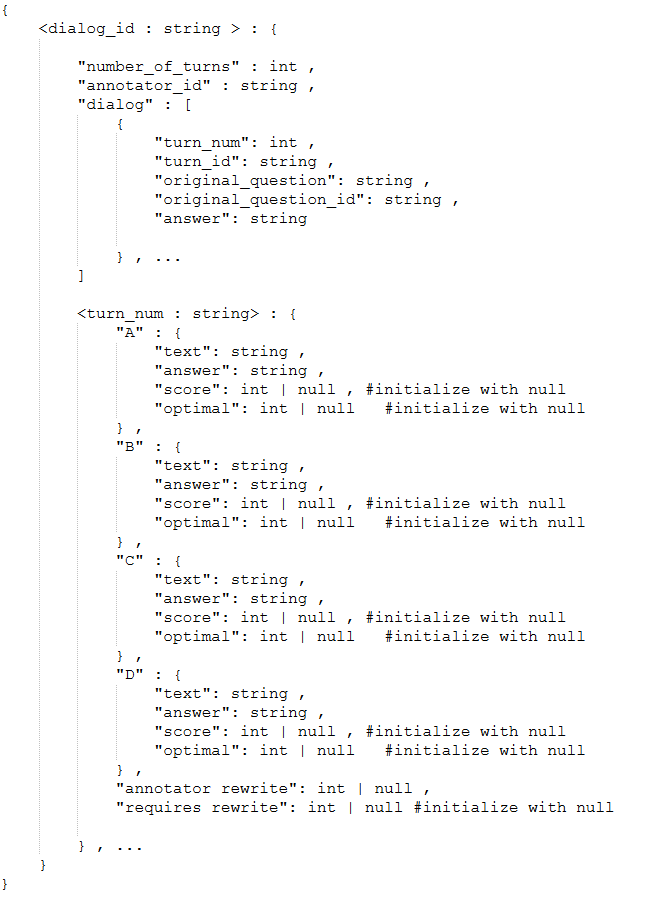 {
<dialog_id : string > : {
"number_of_turns" : int ,
"annotator_id" : string ,
"dialog" : [
{
"turn_num": int ,
"turn_id": string ,
"original_question": string ,
"original_question_id": string ,
"answer": string
} , ...
]
<turn_num : string> : {
"A" : {
"text": string ,
"answer": string ,
"score": int | null , #initialize with null
"optimal": int | null #initialize with null
} ,
"B" : {
"text": string ,
"answer": string ,
"score": int | null , #initialize with null
"optimal": int | null #initialize with null
} ,
"C" : {
"text": string ,
"answer": string ,
"score": int | null , #initialize with null
"optimal": int | null #initialize with null
} ,
"D" : {
"text": string ,
"answer": string ,
"score": int | null , #initialize with null
"optimal": int | null #initialize with null
} ,
"annotator rewrite": int | null ,
"requires rewrite": int | null #initialize with null
} , ...
}
}